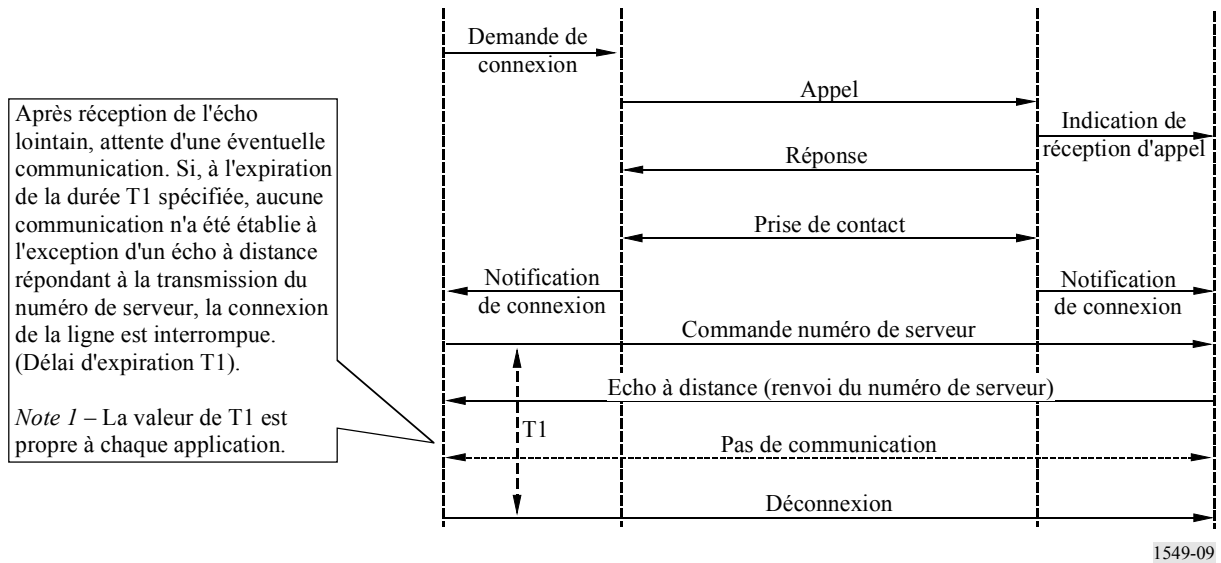 Demande de
connexion
Appel
Indication de
réception d'appel
Réponse
Prise de contact
Notification
de connexion
Notification
de connexion
Commande numéro de serveur
Echo à distance (renvoi du numéro de serveur)
T1
Pas de communication
Déconnexion
Après réception de l'écho
lointain, attente d'une éventuelle
communication. Si, à l'expiration
de la durée T1 spécifiée, aucune
communication n'a été établie à
l'exception d'un écho à distance
répondant à la transmission du
numéro de serveur, la connexion
de la ligne est interrompue.
(Délai d'expiration T1).
Note 1 – La valeur de T1 est
propre à chaque application.
1549-09